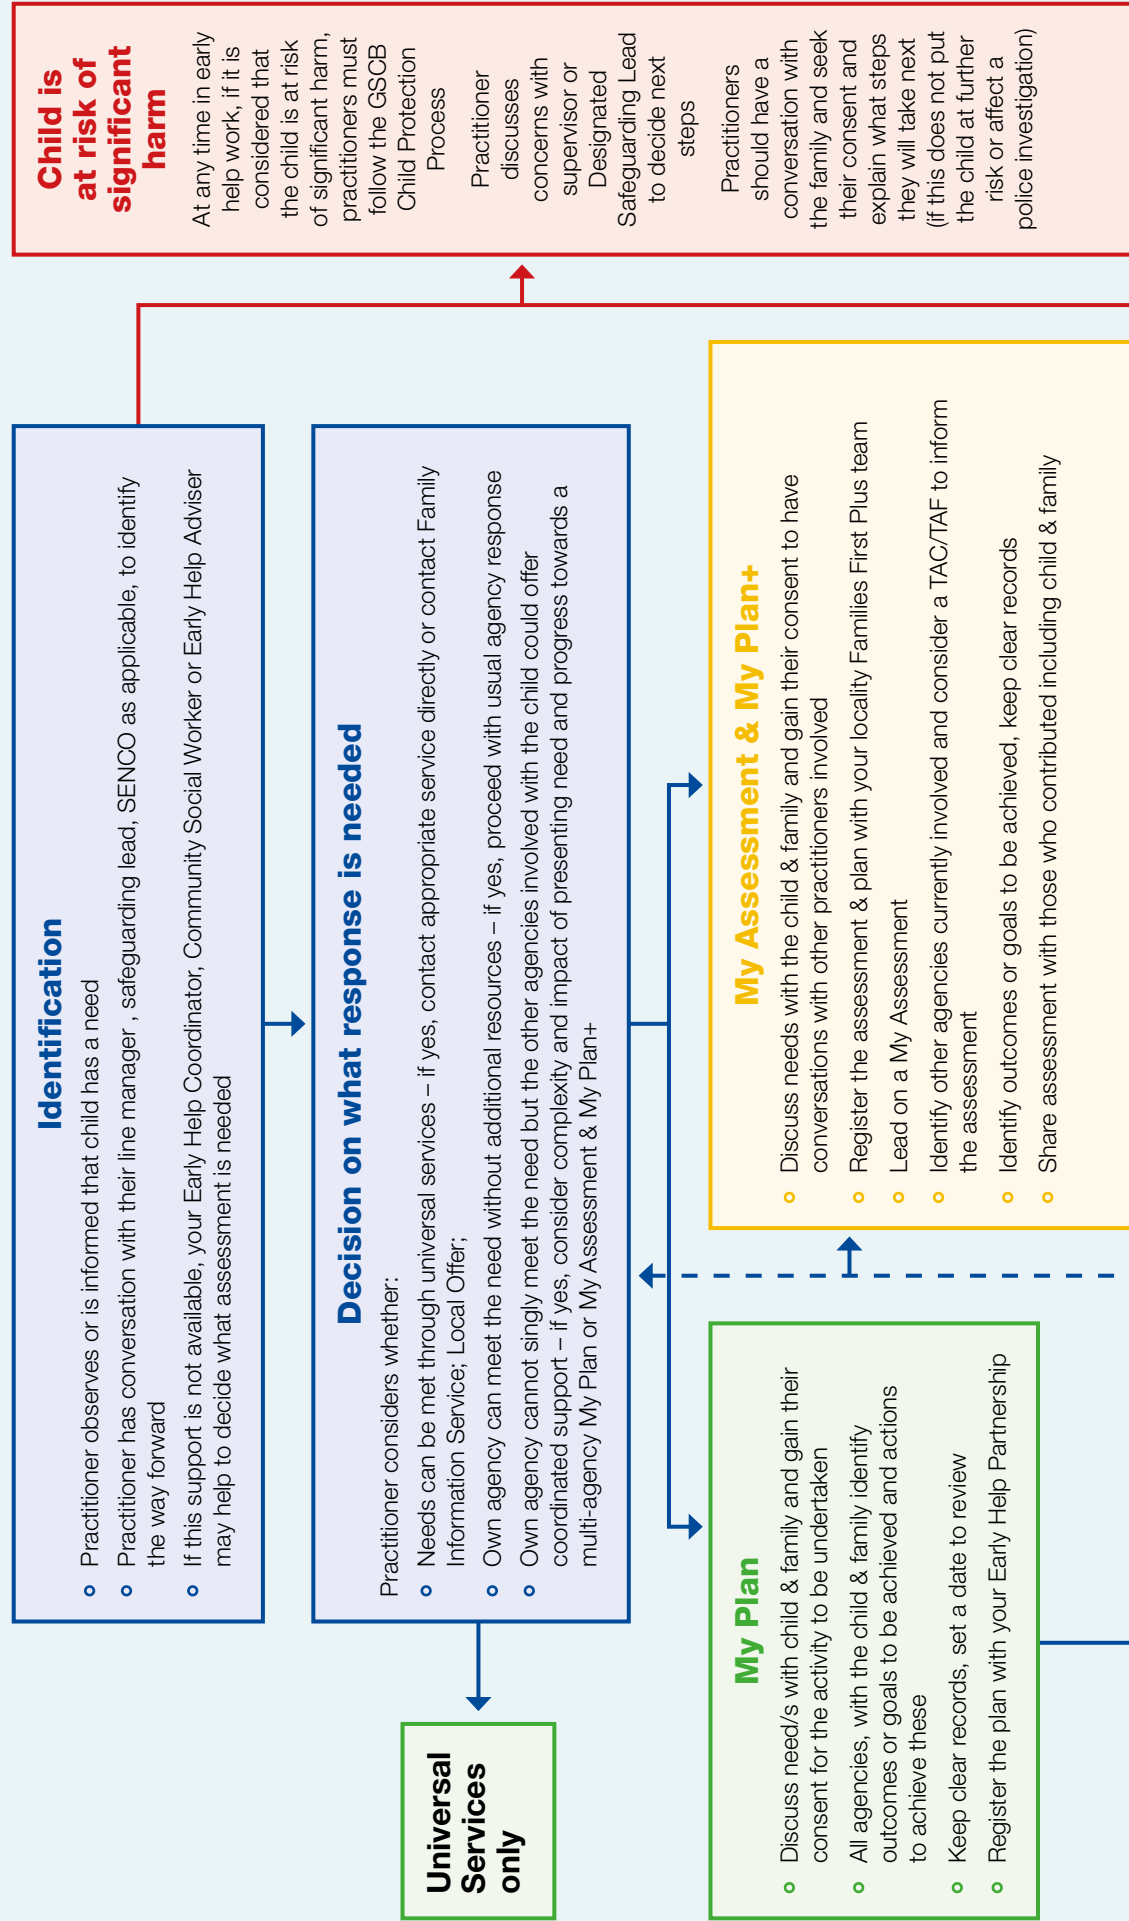 Identification
Practitioner observes or is informed that child has a need
Practitioner has conversation with their line manager , safeguarding lead, SENCO as applicable, to identify
the way forward
If this support is not available, your Early Help Coordinator, Community Social Worker or Early Help Adviser
may help to decide what assessment is needed
Decision on what response is needed
Practitioner considers whether:
Needs can be met through universal services – if yes, contact appropriate service directly or contact Family
Information Service; Local Offer;
Own agency can meet the need without additional resources – if yes, proceed with usual agency response
Own agency cannot singly meet the need but the other agencies involved with the child could offer
coordinated support – if yes, consider complexity and impact of presenting need and progress towards a
multi-agency My Plan or My Assessment & My Plan+
Universal
Services
only
My Plan
Discuss need/s with child & family and gain their
consent for the activity to be undertaken
All agencies, with the child & family identify
outcomes or goals to be achieved and actions
to achieve these
Keep clear records, set a date to review
Register the plan with your Early Help Partnership
My Assessment & My Plan+
Discuss needs with the child & family and gain their consent to have
conversations with other practitioners involved
Register the assessment & plan with your locality Families First Plus team
Lead on a My Assessment
Identify other agencies currently involved and consider a TAC/TAF to inform
the assessment
Identify outcomes or goals to be achieved, keep clear records
Share assessment with those who contributed including child & family
Child is
at risk of
significant
harm
At any time in early
help work, if it is
considered that
the child is at risk
of significant harm,
practitioners must
follow the GSCB
Child Protection
Process
Practitioner
discusses
concerns with
supervisor or
Designated
Safeguarding Lead
to decide next
steps
Practitioners
should have a
conversation with
the family and seek
their consent and
explain what steps
they will take next
(if this does not put
the child at further
risk or affect a
police investigation)